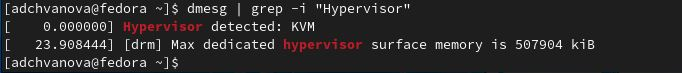 [adchvanova@fedora ~]$ dmesg | grep -i "Hypervisor"
[    0.000000] Hypervisor detected: KVM
[   23.908444] [drm] Max dedicated hypervisor surface memory is 507904 kiB
[adchvanova@fedora ~]$